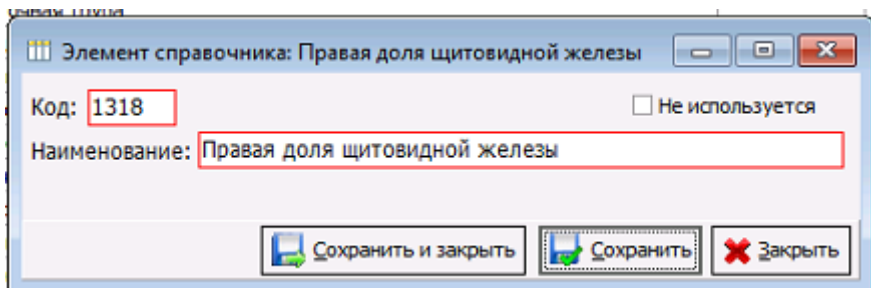 Элемент справочника: Правая доля щитовидной железы
Код: 1318
Не используется
Наименование: Правая доля щитовидной железы
Сохранить и закрыть
Сохранить
Закрыть